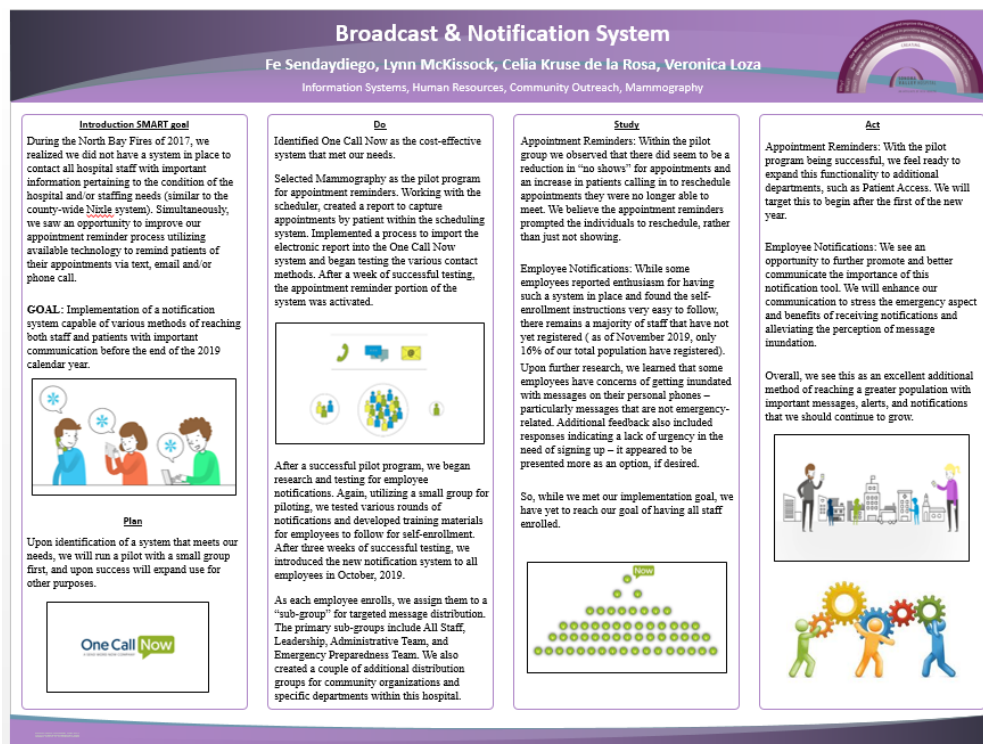 Broadcast & Notification System
Fe Sendaydiego, Lynn McKissock, Celia Kruse de la Rosa, Veronica Loza
Information Systems, Human Resources, Community Outreach, Mammography
Introduction SMART goal
During the North Bay Fires of 2017, we
realized we did not have a system in place to
contact all hospital staff with important
information pertaining to the condition of the
hospital and/or staffing needs (similar to the
county-wide Nixle system). Simultaneously,
we saw an opportunity to improve our
appointment reminder process utilizing
available technology to remind patients of
their appointments via text, email and/or
phone call.
GOAL: Implementation of a notification
system capable of various methods of reaching
both staff and patients with important
communication before the end of the 2019
calendar year.
Plan
Upon identification of a system that meets our
needs, we will run a pilot with a small group
first, and upon success will expand use for
other purposes.
One Call Now
Do
Identified One Call Now as the cost-effective
system that met our needs.
Selected Mammography as the pilot program
for appointment reminders. Working with the
scheduler, created a report to capture
appointments by patient within the scheduling
system. Implemented a process to import the
electronic report into the One Call Now
system and began testing the various contact
methods. After a week of successful testing,
the appointment reminder portion of the
system was activated.
After a successful pilot program, we began
research and testing for employee
notifications. Again, utilizing a small group for
piloting, we tested various rounds of
notifications and developed training materials
for employees to follow for self-enrollment.
After three weeks of successful testing, we
introduced the new notification system to all
employees in October, 2019.
As each employee enrolls, we assign them to a
“sub-group” for targeted message distribution.
The primary sub-groups include All Staff,
Leadership, Administrative Team, and
Emergency Preparedness Team. We also
created a couple of additional distribution
groups for community organizations and
specific departments within this hospital.
Study
Appointment Reminders: Within the pilot
group we observed that there did seem to be a
reduction in “no shows” for appointments and
an increase in patients calling in to reschedule
appointments they were no longer able to
meet. We believe the appointment reminders
prompted the individuals to reschedule, rather
than just not showing.
Employee Notifications: While some
employees reported enthusiasm for having
such a system in place and found the self-
enrollment instructions very easy to follow,
there remains a majority of staff that have not
yet registered ( as of November 2019, only
16% of our total population have registered).
Upon further research, we learned that some
employees have concerns of getting inundated
with messages on their personal phones –
particularly messages that are not emergency-
related. Additional feedback also included
responses indicating a lack of urgency in the
need of signing up – it appeared to be
presented more as an option, if desired.
So, while we met our implementation goal, we
have yet to reach our goal of having all staff
enrolled.
Now
Act
Appointment Reminders: With the pilot
program being successful, we feel ready to
expand this functionality to additional
departments, such as Patient Access. We will
target this to begin after the first of the new
year.
Employee Notifications: We see an
opportunity to further promote and better
communicate the importance of this
notification tool. We will enhance our
communication to stress the emergency aspect
and benefits of receiving notifications and
alleviating the perception of message
inundation.
Overall, we see this as an excellent additional
method of reaching a greater population with
important messages, alerts, and notifications
that we should continue to grow.